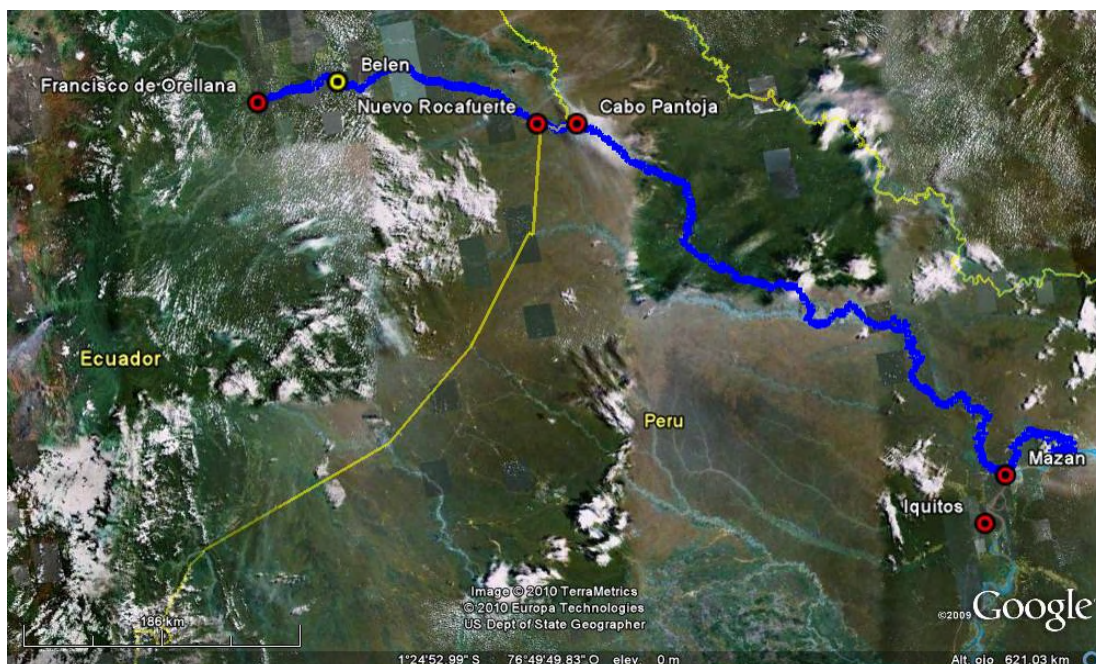 Belen
Francisco de Orellana
Nuevo Rocafuerte
Cabo Pantoja
Ecuador
Peru
Mazan
Iquitos
Image © 2010 TerraMetrics
© 2010 Europa Technologies
US Dept of State Geographer
186 km
©2009 Google
1°24'52.99" S 76°49'49.83" O elev. 0 m
Alt. ojo 621.03 km